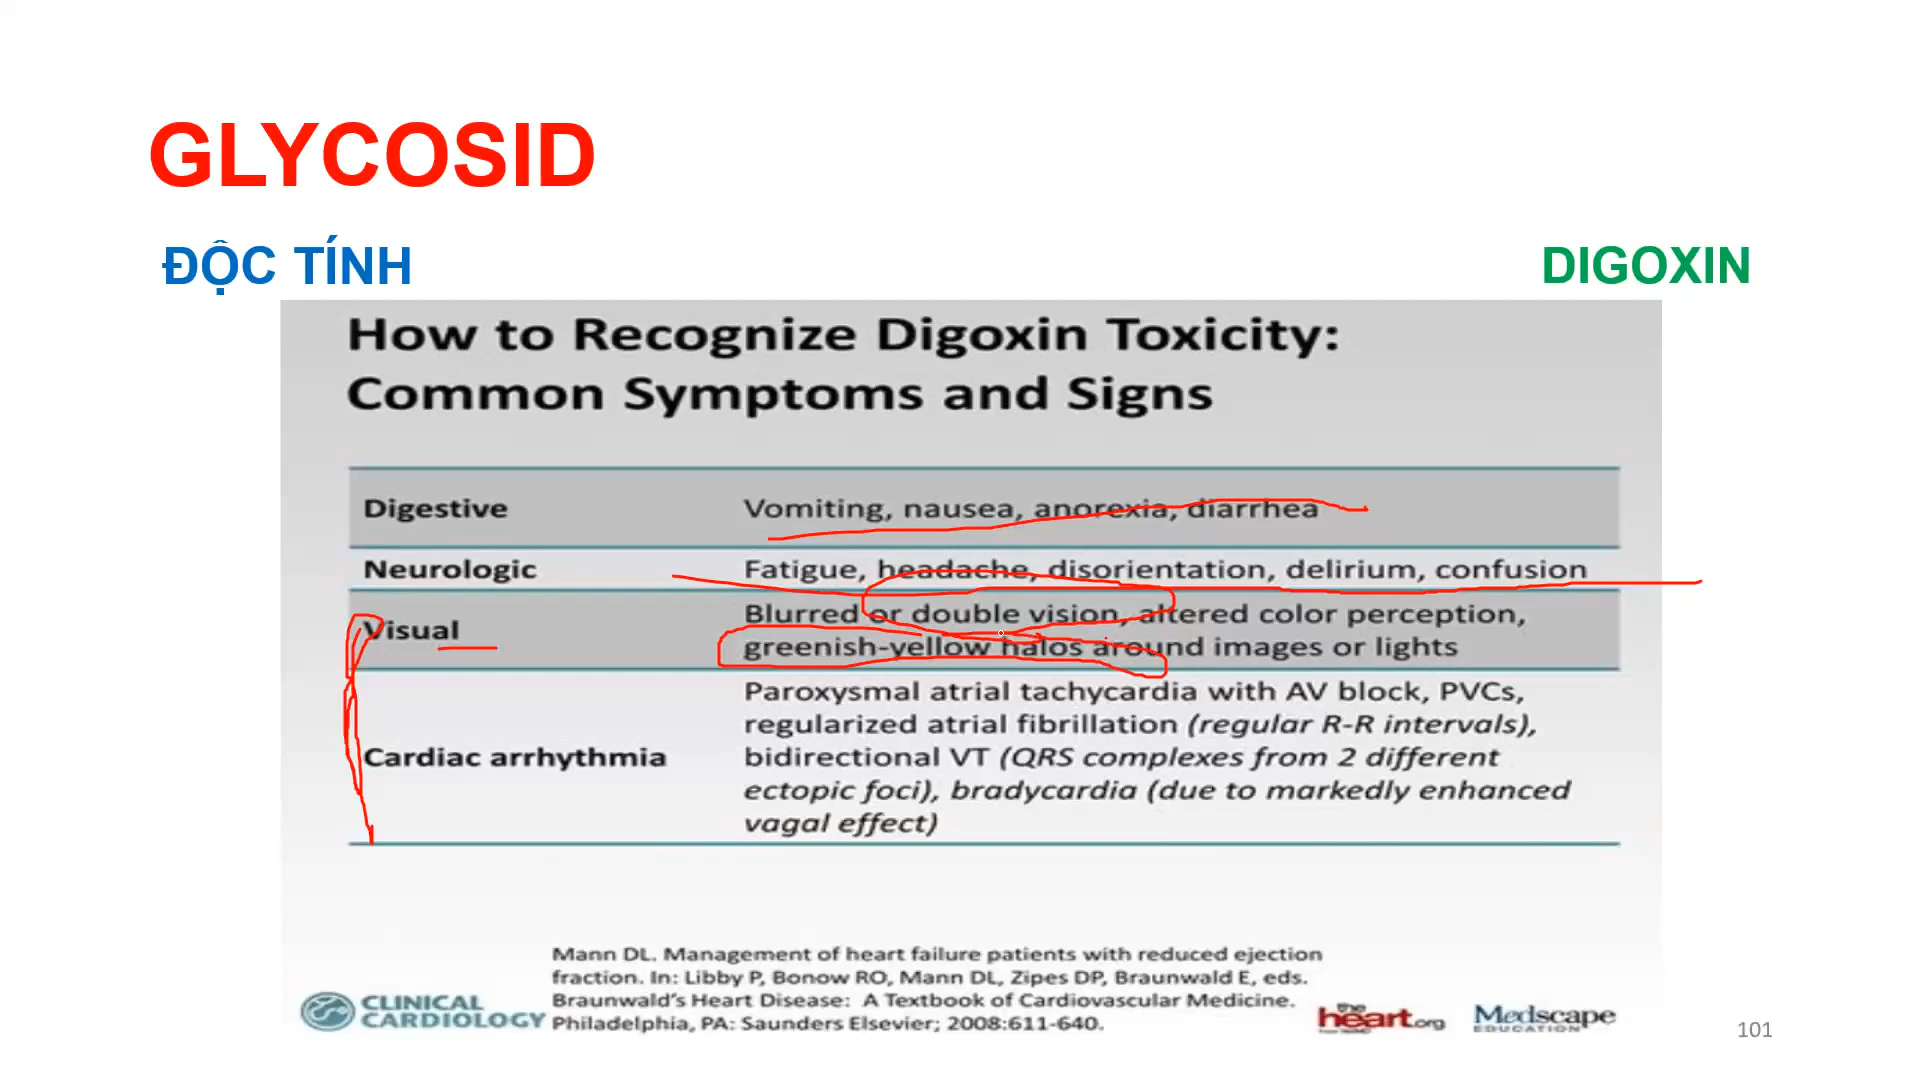 GLYCOSID
ĐỘC TÍNH
DIGOXIN
How to Recognize Digoxin Toxicity:
Common Symptoms and Signs
Digestive
Vomiting, nausea, anorexia, diarrhea
Neurologic
Fatigue, headache, disorientation, delirium, confusion
Visual
Blurred or double vision, altered color perception,
greenish-yellow halos around images or lights
Cardiac arrhythmia
Paroxysmal atrial tachycardia with AV block, PVCs,
regularized atrial fibrillation (regular R-R intervals),
bidirectional VT (QRS complexes from 2 different
ectopic foci), bradycardia (due to markedly enhanced
vagal effect)
Mann DL. Management of heart failure patients with reduced ejection
fraction. In: Libby P, Bonow RO, Mann DL, Zipes DP, Braunwald E, eds.
Braunwald's Heart Disease: A Textbook of Cardiovascular Medicine.
Philadelphia, PA: Saunders Elsevier; 2008:611-640.
CLINICAL
CARDIOLOGY
the
heart.org
Medscape
EDUCATION
101